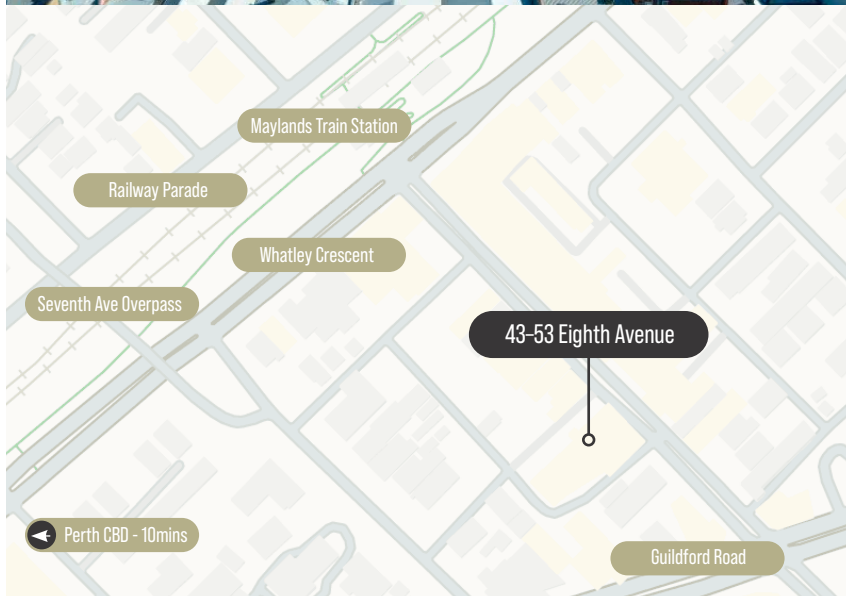 Maylands Train Station
Railway Parade
Whatley Crescent
Seventh Ave Overpass
43–53 Eighth Avenue
Perth CBD - 10mins
Guildford Road